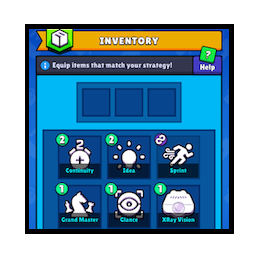 INVENTORY
Equip items that match your strategy!
?
Help
2
2
2
∞
Continuity
Idea
Sprint
1
1
1
Grand Master
Glance
XRay Vision